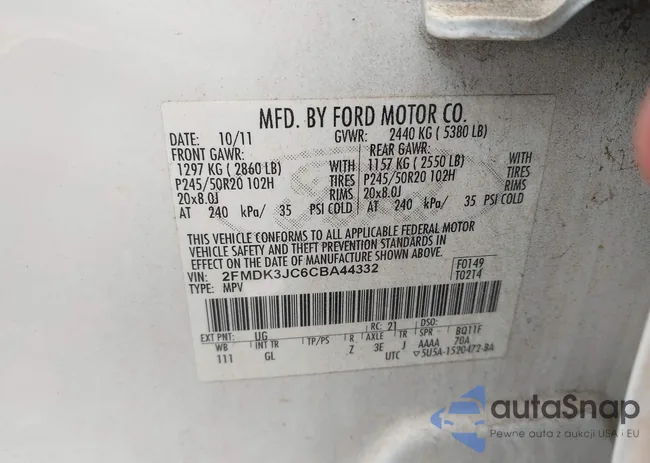 MFD. BY FORD MOTOR CO.
DATE: 10/11 GVWR: 2440 KG ( 5380 LB)
FRONT GAWR: REAR GAWR:
1297 KG ( 2860 LB) WITH 1157 KG ( 2550 LB) WITH
P245/50R20 102H TIRES P245/50R20 102H TIRES
20x8.0J RIMS 20x8.0J RIMS
AT 240 kPa/ 35 PSI COLD AT 240 kPa/ 35 PSI COLD
THIS VEHICLE CONFORMS TO ALL APPLICABLE FEDERAL MOTOR
VEHICLE SAFETY AND THEFT PREVENTION STANDARDS IN
EFFECT ON THE DATE OF MANUFACTURE SHOWN ABOVE.
VIN: 2FMDK3JC6CBA44332 F0149
TYPE: MPV T0214
EXT PNT: UG RC: 21 DSO:
WB INT TR TP/PS R AXLE TR SPR BQ11F
111 GL Z 3E J AAAA 70A
UTC 5U5A-1520472-BA
autaSnap
Pewne auta z aukcji USA i EU